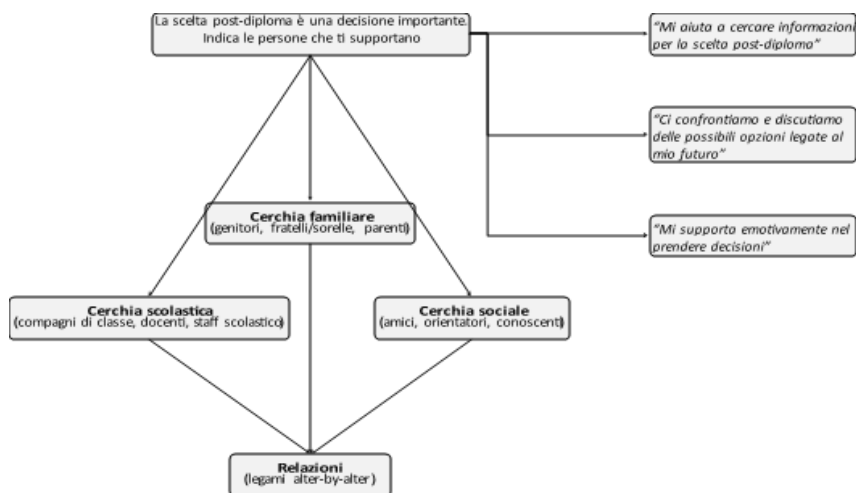 La scelta post-diploma è una decisione importante.
Indica le persone che ti supportano
“Mi aiuta a cercare informazioni
per la scelta post-diploma”
“Ci confrontiamo e discutiamo
delle possibili opzioni legate al
mio futuro”
“Mi supporta emotivamente nel
prendere decisioni”
Cerchia familiare
(genitori, fratelli/sorelle, parenti)
Cerchia scolastica
(compagni di classe, docenti, staff scolastico)
Cerchia sociale
(amici, orientatori, conoscenti)
Relazioni
(legami alter-by-alter)